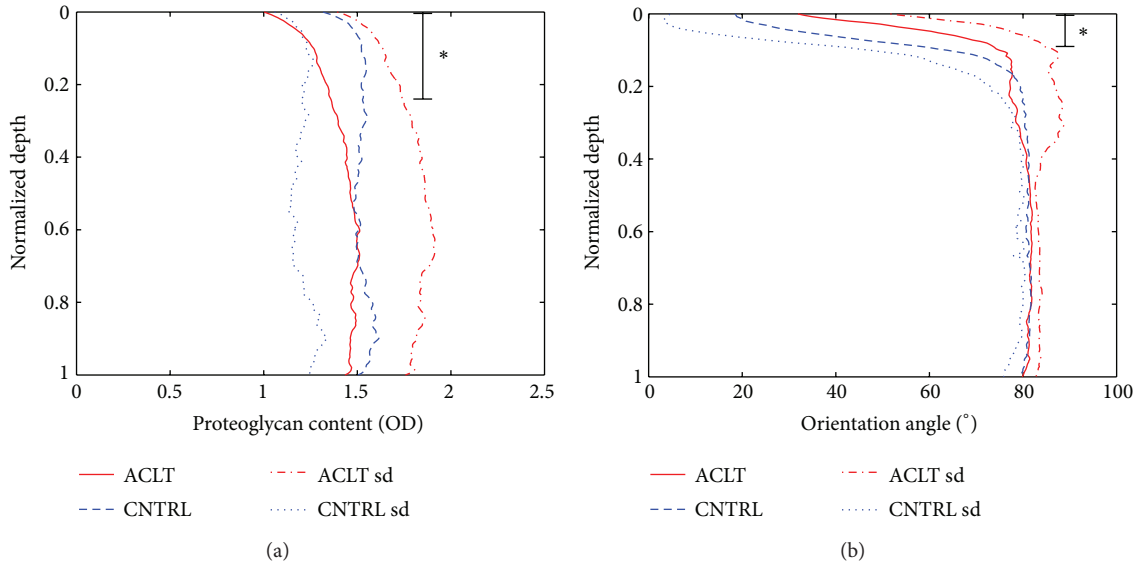 0
0.2
0.4
0.6
0.8
1
Normalized depth
0
0.5
1
1.5
2
2.5
Proteoglycan content (OD)
*
ACLT
CNTRL
ACLT sd
CNTRL sd
(a)
0
0.2
0.4
0.6
0.8
1
Normalized depth
0
20
40
60
80
100
Orientation angle (°)
*
ACLT
CNTRL
ACLT sd
CNTRL sd
(b)